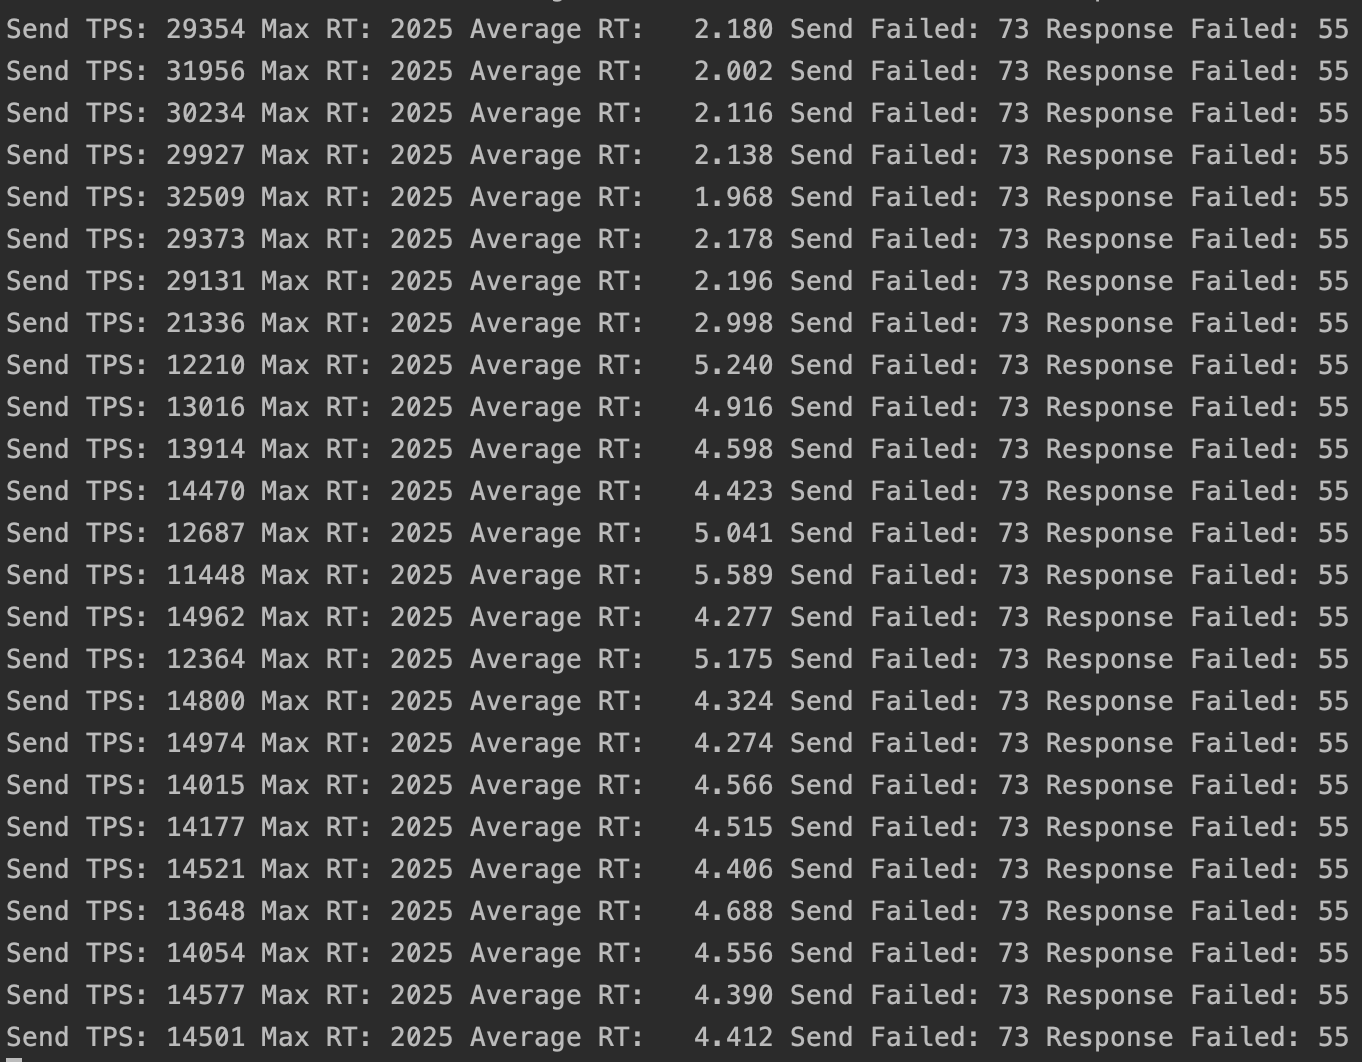 Send TPS: 29354 Max RT: 2025 Average RT:   2.180 Send Failed: 73 Response Failed: 55
Send TPS: 31956 Max RT: 2025 Average RT:   2.002 Send Failed: 73 Response Failed: 55
Send TPS: 30234 Max RT: 2025 Average RT:   2.116 Send Failed: 73 Response Failed: 55
Send TPS: 29927 Max RT: 2025 Average RT:   2.138 Send Failed: 73 Response Failed: 55
Send TPS: 32509 Max RT: 2025 Average RT:   1.968 Send Failed: 73 Response Failed: 55
Send TPS: 29373 Max RT: 2025 Average RT:   2.178 Send Failed: 73 Response Failed: 55
Send TPS: 29131 Max RT: 2025 Average RT:   2.196 Send Failed: 73 Response Failed: 55
Send TPS: 21336 Max RT: 2025 Average RT:   2.998 Send Failed: 73 Response Failed: 55
Send TPS: 12210 Max RT: 2025 Average RT:   5.240 Send Failed: 73 Response Failed: 55
Send TPS: 13016 Max RT: 2025 Average RT:   4.916 Send Failed: 73 Response Failed: 55
Send TPS: 13914 Max RT: 2025 Average RT:   4.598 Send Failed: 73 Response Failed: 55
Send TPS: 14470 Max RT: 2025 Average RT:   4.423 Send Failed: 73 Response Failed: 55
Send TPS: 12687 Max RT: 2025 Average RT:   5.041 Send Failed: 73 Response Failed: 55
Send TPS: 11448 Max RT: 2025 Average RT:   5.589 Send Failed: 73 Response Failed: 55
Send TPS: 14962 Max RT: 2025 Average RT:   4.277 Send Failed: 73 Response Failed: 55
Send TPS: 12364 Max RT: 2025 Average RT:   5.175 Send Failed: 73 Response Failed: 55
Send TPS: 14800 Max RT: 2025 Average RT:   4.324 Send Failed: 73 Response Failed: 55
Send TPS: 14974 Max RT: 2025 Average RT:   4.274 Send Failed: 73 Response Failed: 55
Send TPS: 14015 Max RT: 2025 Average RT:   4.566 Send Failed: 73 Response Failed: 55
Send TPS: 14177 Max RT: 2025 Average RT:   4.515 Send Failed: 73 Response Failed: 55
Send TPS: 14521 Max RT: 2025 Average RT:   4.406 Send Failed: 73 Response Failed: 55
Send TPS: 13648 Max RT: 2025 Average RT:   4.688 Send Failed: 73 Response Failed: 55
Send TPS: 14054 Max RT: 2025 Average RT:   4.556 Send Failed: 73 Response Failed: 55
Send TPS: 14577 Max RT: 2025 Average RT:   4.390 Send Failed: 73 Response Failed: 55
Send TPS: 14501 Max RT: 2025 Average RT:   4.412 Send Failed: 73 Response Failed: 55